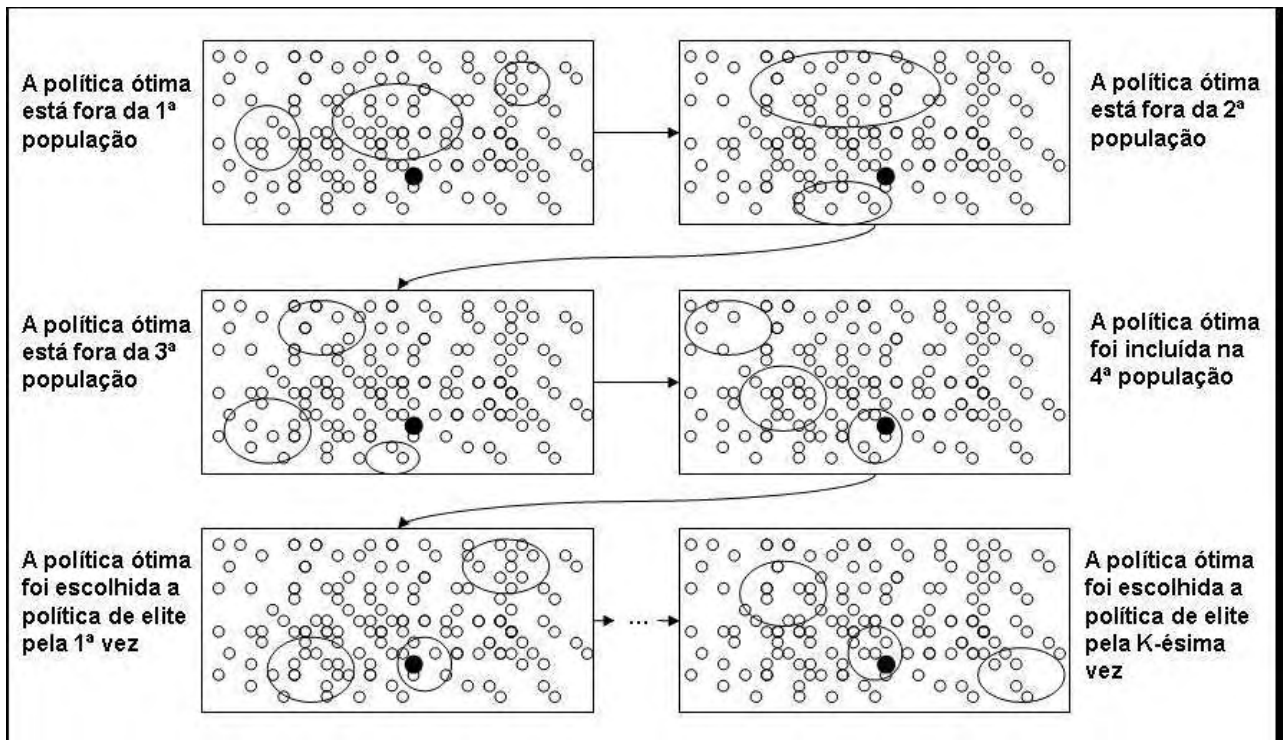 A política ótima
está fora da 1ª
população
A política ótima
está fora da 2ª
população
A política ótima
está fora da 3ª
população
A política ótima
foi incluída na
4ª população
A política ótima
foi escolhida a
política de elite
pela 1ª vez
...
A política ótima
foi escolhida a
política de elite
pela K-ésima
vez